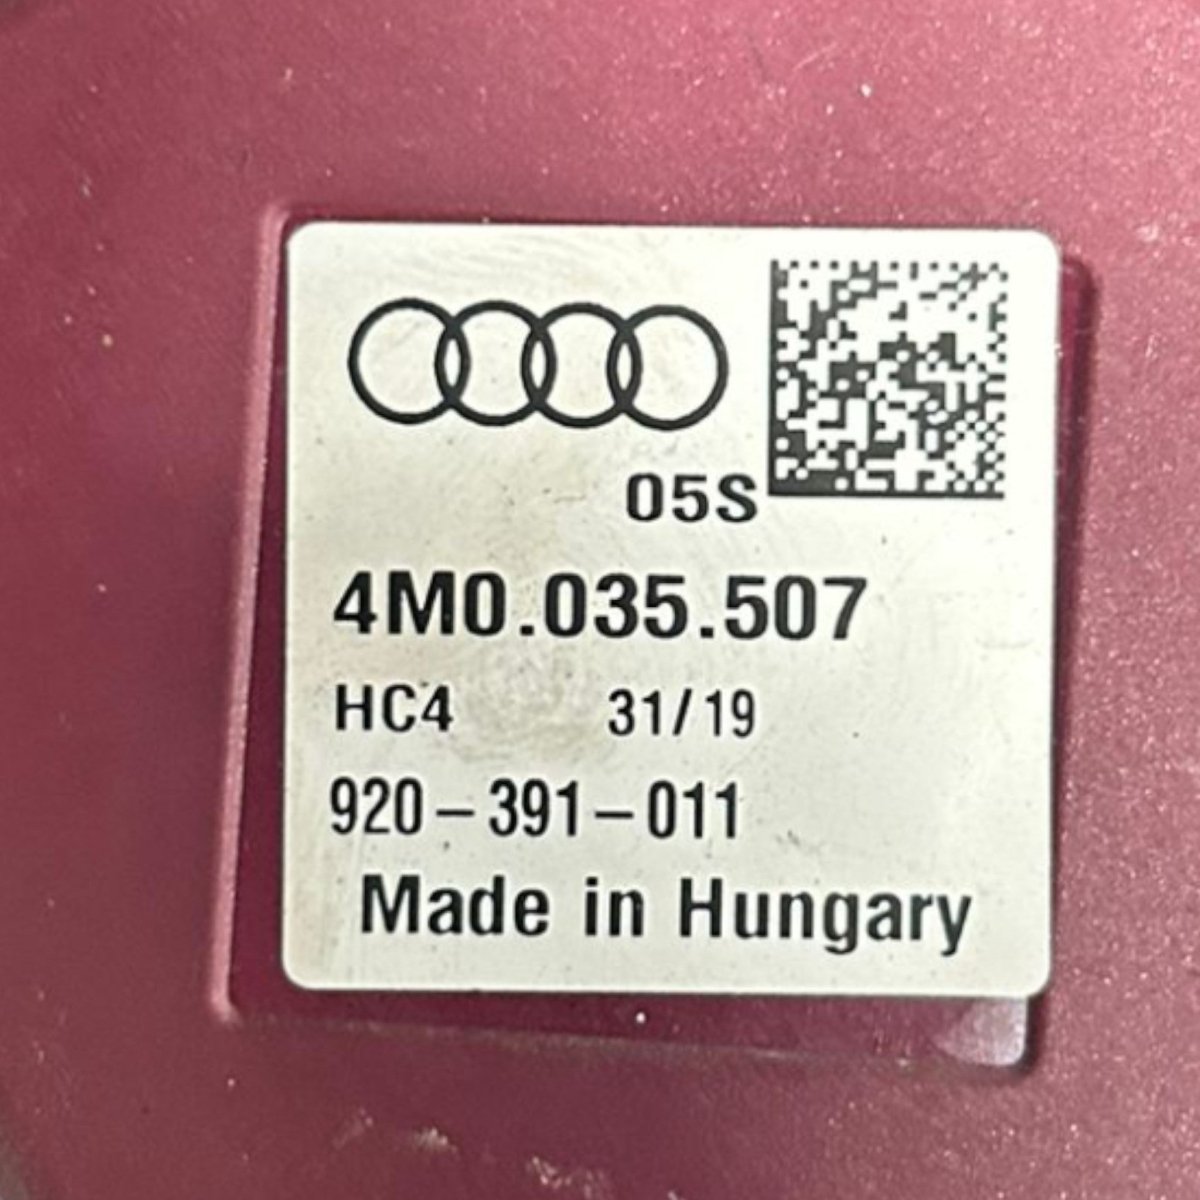 05S
4M0.035.507
HC4 31/19
920-391-011
Made in Hungary